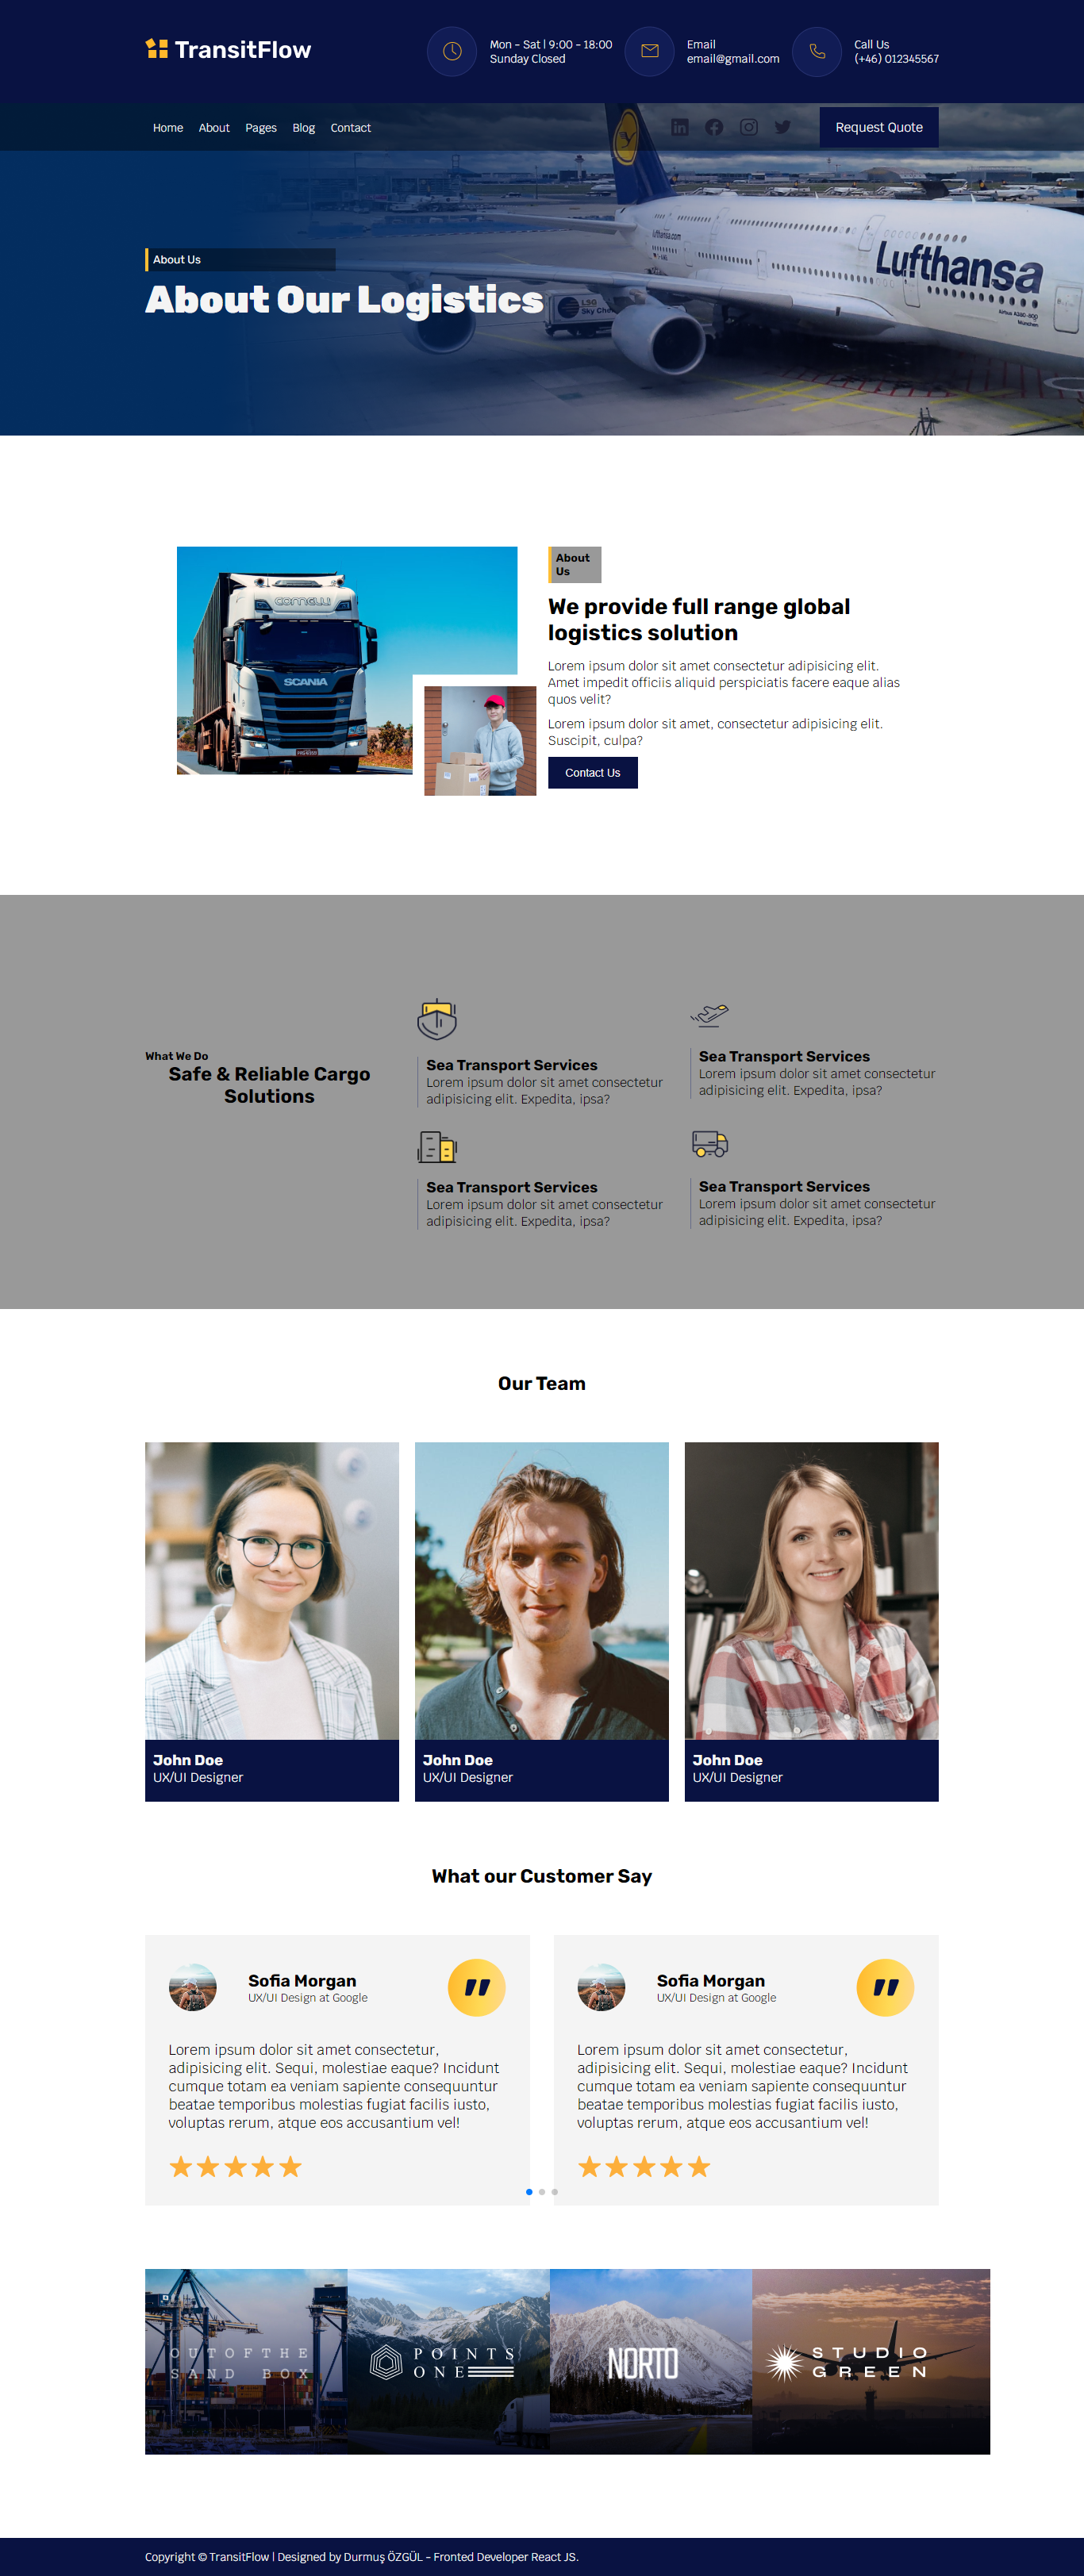 TransitFlow
Mon - Sat | 9:00 - 18:00
Sunday Closed
Email
email@gmail.com
Call Us
(+46) 012345567
Home About Pages Blog Contact
Request Quote
Lufthansa
Lufthansa.com
LSG
Sky Che
Airbus A380-800
München
About Us
About Our Logistics
SCANIA
About
Us
We provide full range global
logistics solution
Lorem ipsum dolor sit amet consectetur adipisicing elit.
Amet impedit officiis aliquid perspiciatis facere eaque alias
quos velit?
Lorem ipsum dolor sit amet, consectetur adipisicing elit.
Suscipit, culpa?
Contact Us
What We Do
Safe & Reliable Cargo
Solutions
Sea Transport Services
Lorem ipsum dolor sit amet consectetur
adipisicing elit. Expedita, ipsa?
Sea Transport Services
Lorem ipsum dolor sit amet consectetur
adipisicing elit. Expedita, ipsa?
Sea Transport Services
Lorem ipsum dolor sit amet consectetur
adipisicing elit. Expedita, ipsa?
Sea Transport Services
Lorem ipsum dolor sit amet consectetur
adipisicing elit. Expedita, ipsa?
Our Team
John Doe
UX/UI Designer
John Doe
UX/UI Designer
John Doe
UX/UI Designer
What our Customer Say
Sofia Morgan
UX/UI Design at Google
Lorem ipsum dolor sit amet consectetur,
adipisicing elit. Sequi, molestiae eaque? Incidunt
cumque totam ea veniam sapiente consequuntur
beatae temporibus molestias fugiat facilis iusto,
voluptas rerum, atque eos accusantium vel!
Sofia Morgan
UX/UI Design at Google
Lorem ipsum dolor sit amet consectetur,
adipisicing elit. Sequi, molestiae eaque? Incidunt
cumque totam ea veniam sapiente consequuntur
beatae temporibus molestias fugiat facilis iusto,
voluptas rerum, atque eos accusantium vel!
OUTOFTHE
SAND BOX
POINTS
ONE
NORTO
STUDIO
GREEN
Copyright © TransitFlow | Designed by Durmuş ÖZGÜL - Fronted Developer React JS.